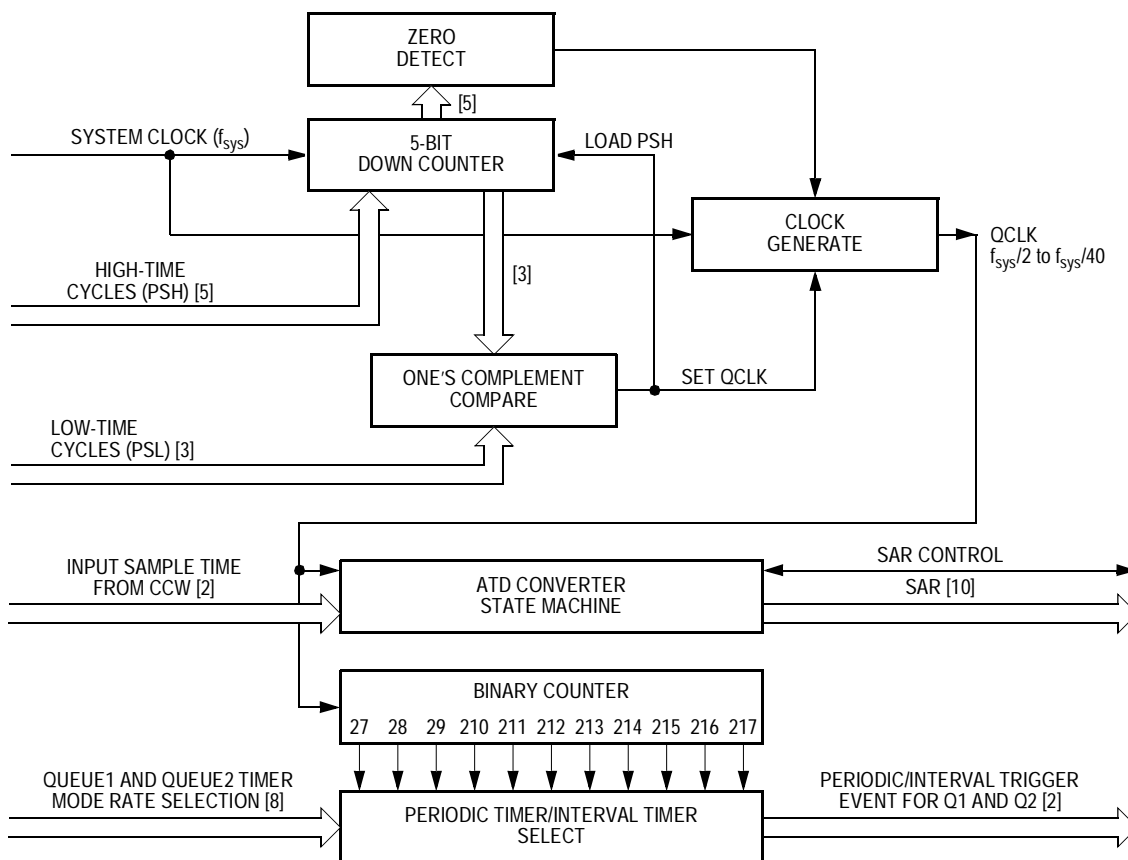 ZERO
DETECT
[5]
SYSTEM CLOCK (fsys)
5-BIT
DOWN COUNTER
LOAD PSH
CLOCK
GENERATE
QCLK
fsys/2 to fsys/40
HIGH-TIME
CYCLES (PSH) [5]
[3]
ONE'S COMPLEMENT
COMPARE
SET QCLK
LOW-TIME
CYCLES (PSL) [3]
INPUT SAMPLE TIME
FROM CCW [2]
ATD CONVERTER
STATE MACHINE
SAR CONTROL
SAR [10]
BINARY COUNTER
27 28 29 210 211 212 213 214 215 216 217
QUEUE1 AND QUEUE2 TIMER
MODE RATE SELECTION [8]
PERIODIC TIMER/INTERVAL TIMER
SELECT
PERIODIC/INTERVAL TRIGGER
EVENT FOR Q1 AND Q2 [2]